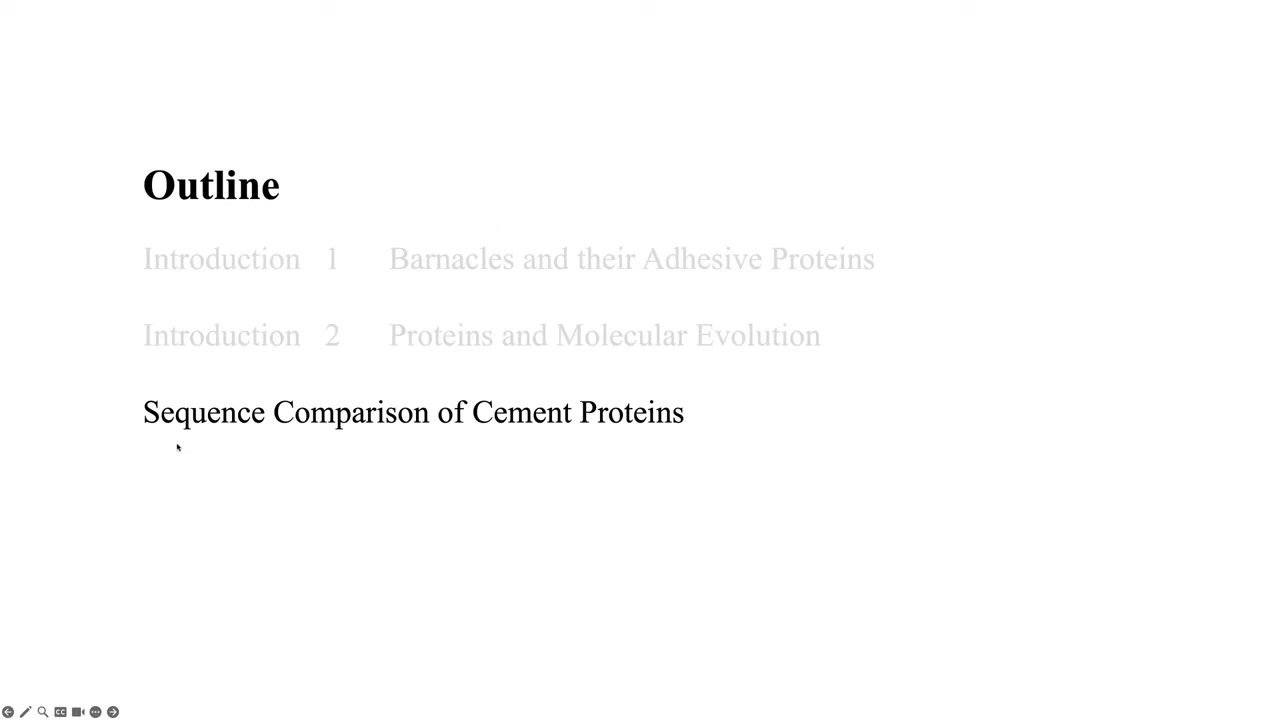 Outline
Introduction 1 Barnacles and their Adhesive Proteins
Introduction 2 Proteins and Molecular Evolution
Sequence Comparison of Cement Proteins